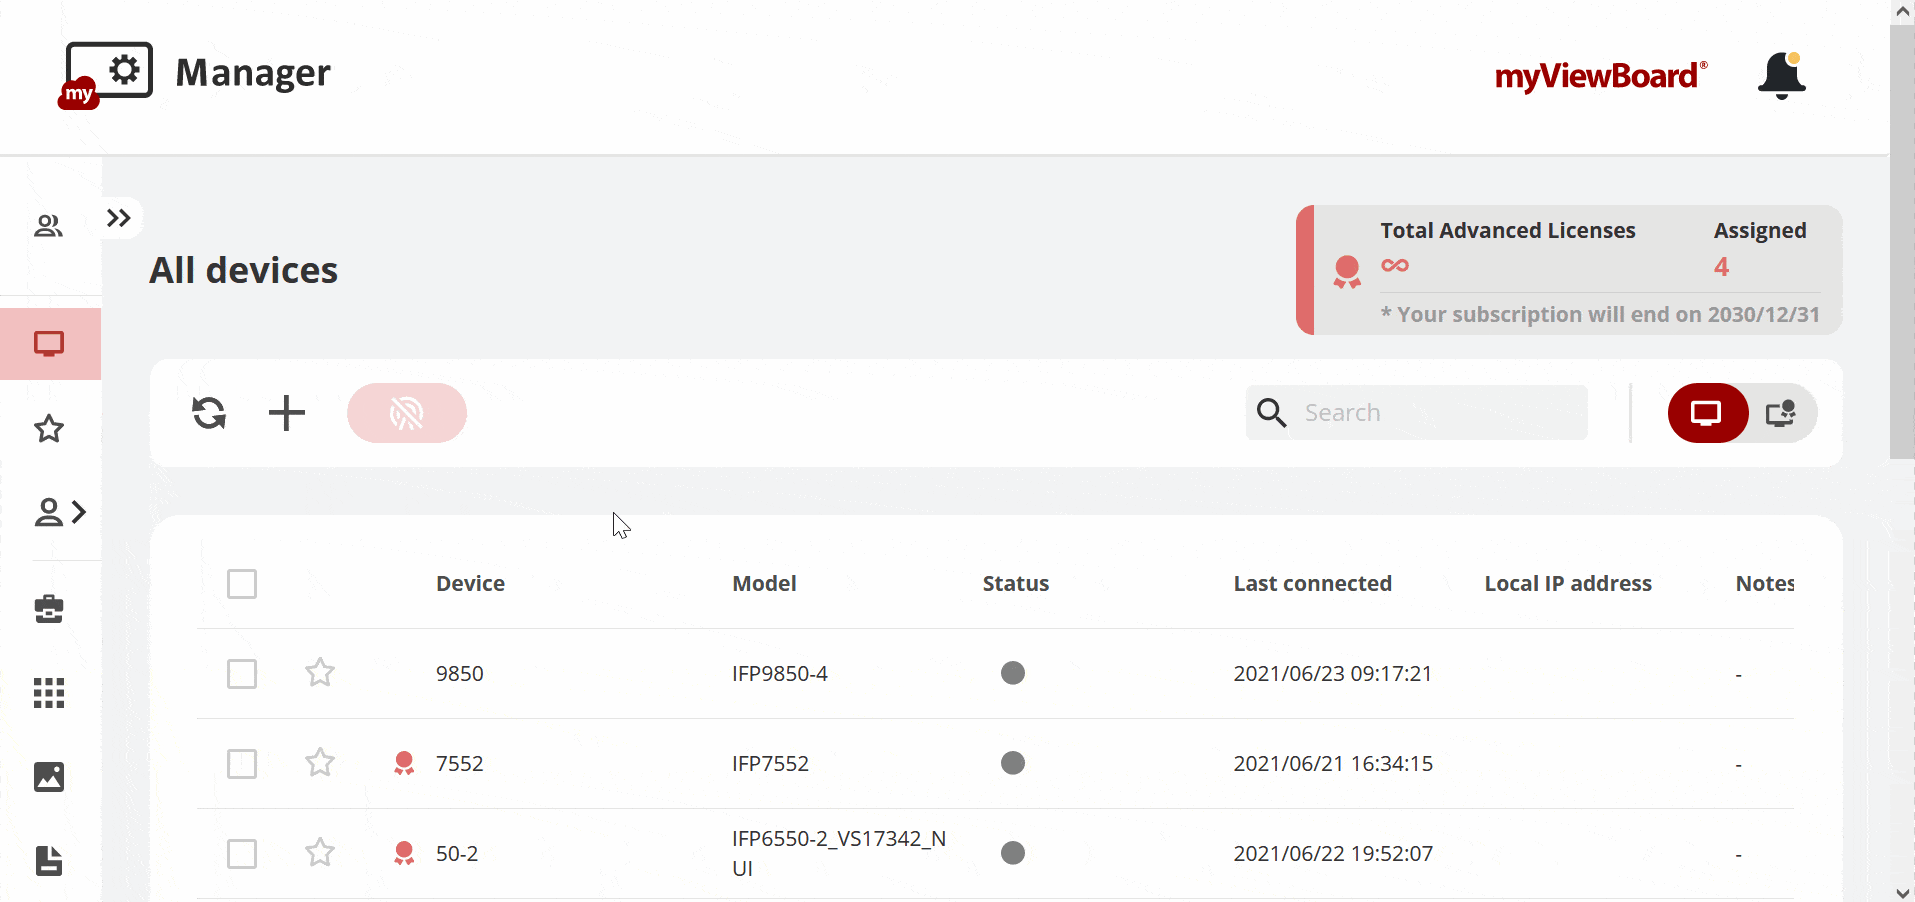 my
Manager
myViewBoard®
All devices
Total Advanced Licenses Assigned
∞ 4
* Your subscription will end on 2030/12/31
Search
Device Model Status Last connected Local IP address Notes
9850 IFP9850-4 2021/06/23 09:17:21 -
7552 IFP7552 2021/06/21 16:34:15 -
50-2 IFP6550-2_VS17342_N 2021/06/22 19:52:07 -
UI